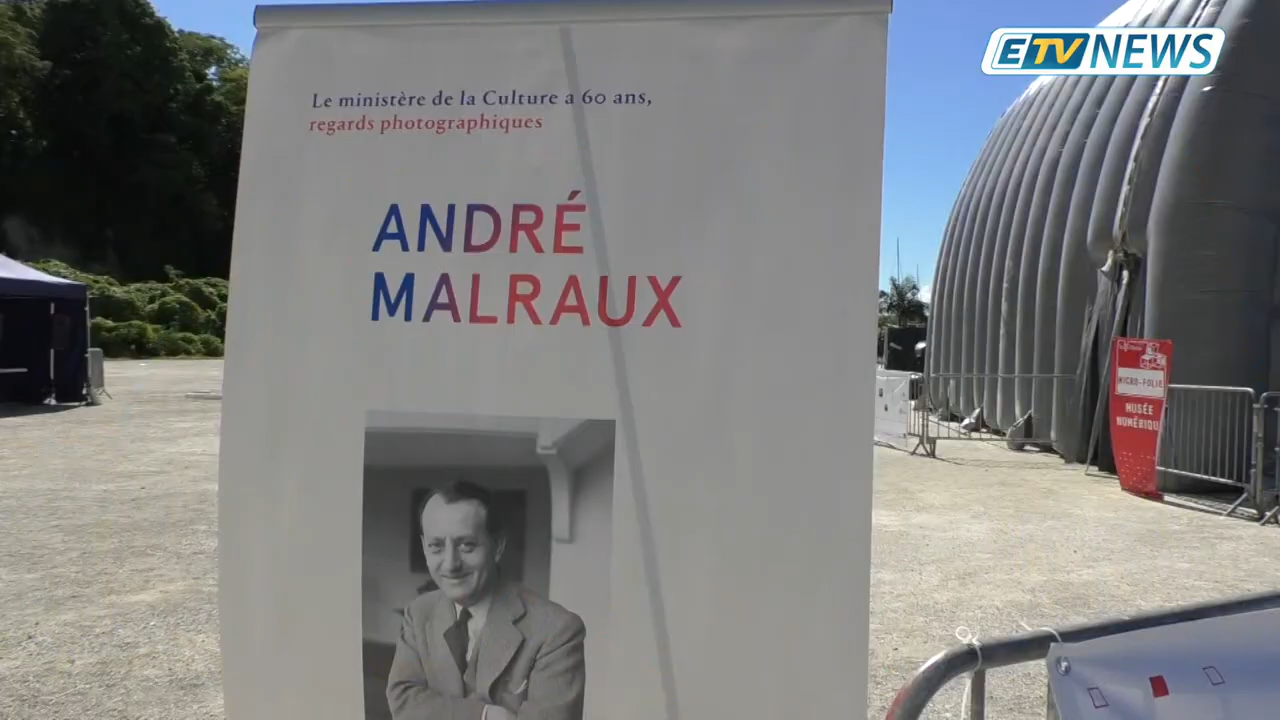 ETV NEWS
Le ministère de la Culture a 60 ans,
regards photographiques
ANDRÉ
MALRAUX
MICRO-FOLIE
MUSÉE
NUMÉRIQU